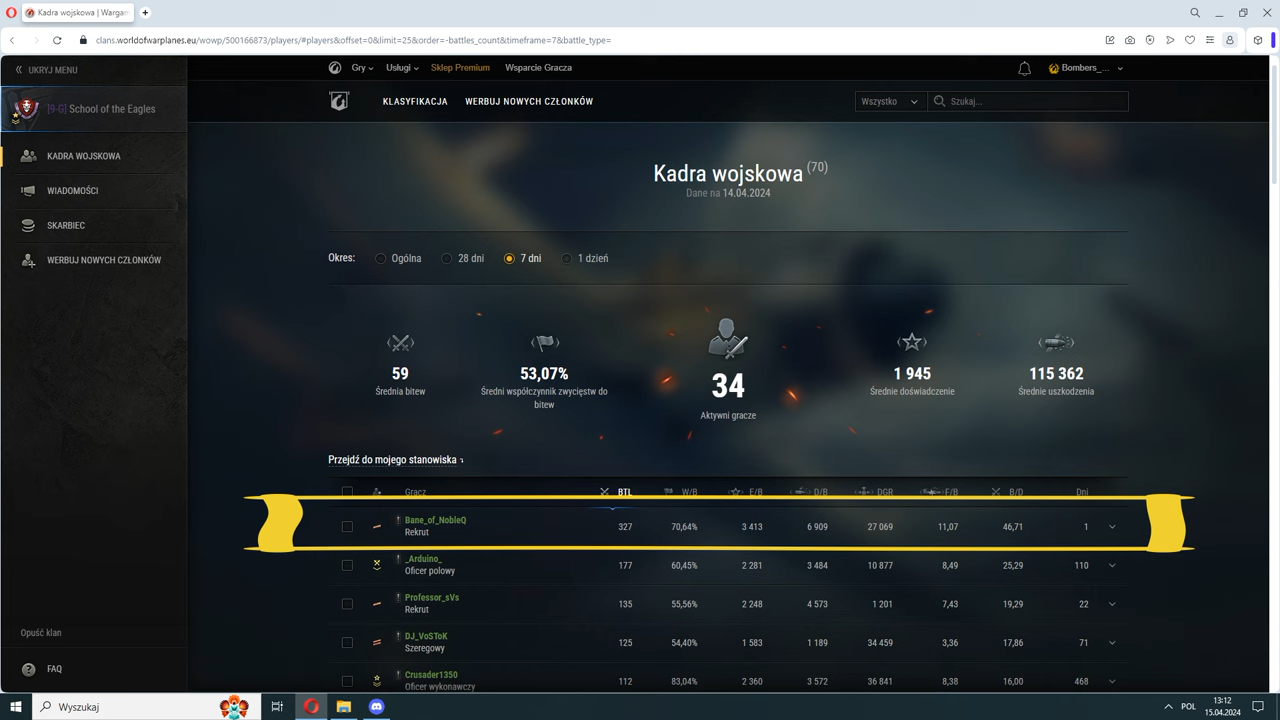 Kadra wojskowa | Wargam
clans.worldofwarplanes.eu/wowp/500166873/players/#players&offset=0&limit=25&order=-battles_count&timeframe=7&battle_type=
UKRYJ MENU
Gry
Usługi
Sklep Premium
Wsparcie Gracza
Bombers_...
[9-G] School of the Eagles
KLASYFIKACJA
WERBUJ NOWYCH CZŁONKÓW
Wszystko
Szukaj...
KADRA WOJSKOWA
WIADOMOŚCI
SKARBIEC
WERBUJ NOWYCH CZŁONKÓW
Kadra wojskowa (70)
Dane na 14.04.2024
Okres:
Ogólna
28 dni
7 dni
1 dzień
59
Średnia bitew
53,07%
Średni współczynnik zwycięstw do
bitew
34
Aktywni gracze
1 945
Średnie doświadczenie
115 362
Średnie uszkodzenia
Przejdź do mojego stanowiska
Gracz BTL W/B E/B D/B DGR F/B B/D Dni
Bane_of_NobleQ
Rekrut
327 70,64% 3 413 6 909 27 069 11,07 46,71 1
_Arduino_
Oficer polowy
177 60,45% 2 281 3 484 10 877 8,49 25,29 110
Professor_sVs
Rekrut
135 55,56% 2 248 4 573 1 201 7,43 19,29 22
DJ_VoSToK
Szeregowy
125 54,40% 1 583 1 189 34 459 3,36 17,86 71
Crusader1350
Oficer wykonawczy
112 83,04% 2 360 3 572 36 841 8,38 16,00 468
Opuść klan
FAQ
Wyszukaj
POL
13:12
15.04.2024